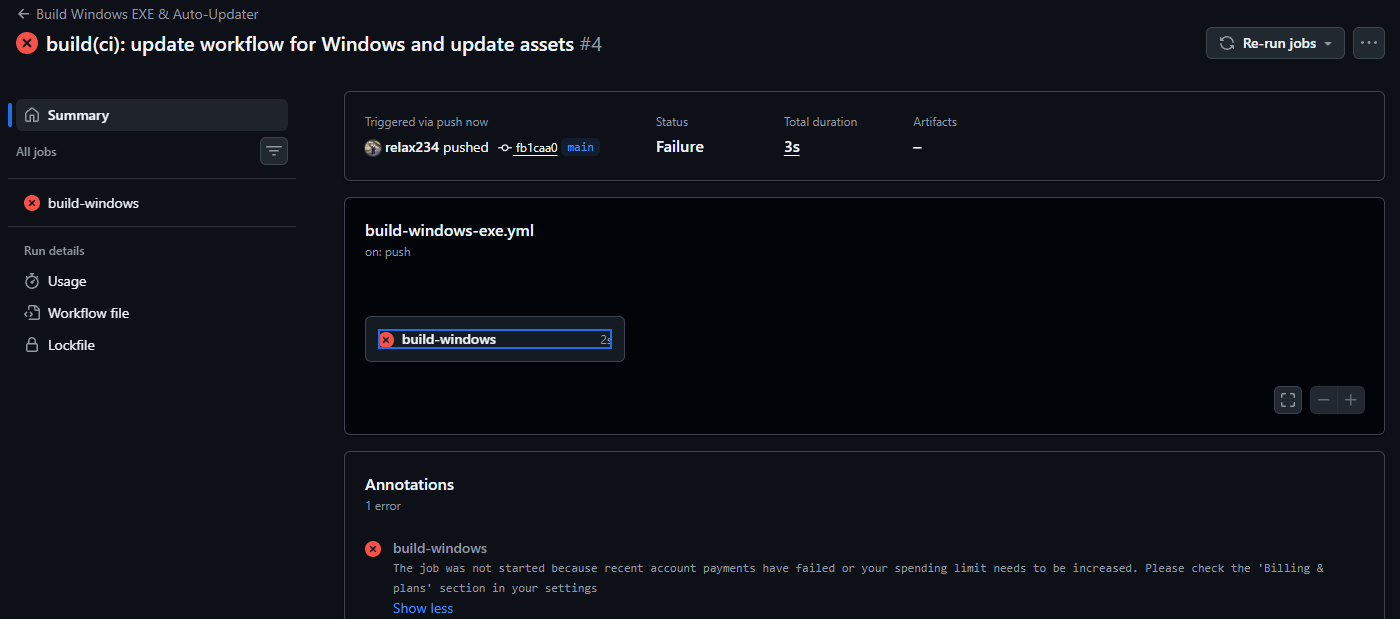 Build Windows EXE & Auto-Updater
build(ci): update workflow for Windows and update assets #4
Re-run jobs
Summary
All jobs
build-windows
Run details
Usage
Workflow file
Lockfile
Triggered via push now
relax234 pushed fb1caa0 main
Status
Failure
Total duration
3s
Artifacts
–
build-windows-exe.yml
on: push
build-windows 2s
Annotations
1 error
build-windows
The job was not started because recent account payments have failed or your spending limit needs to be increased. Please check the 'Billing &
plans' section in your settings
Show less